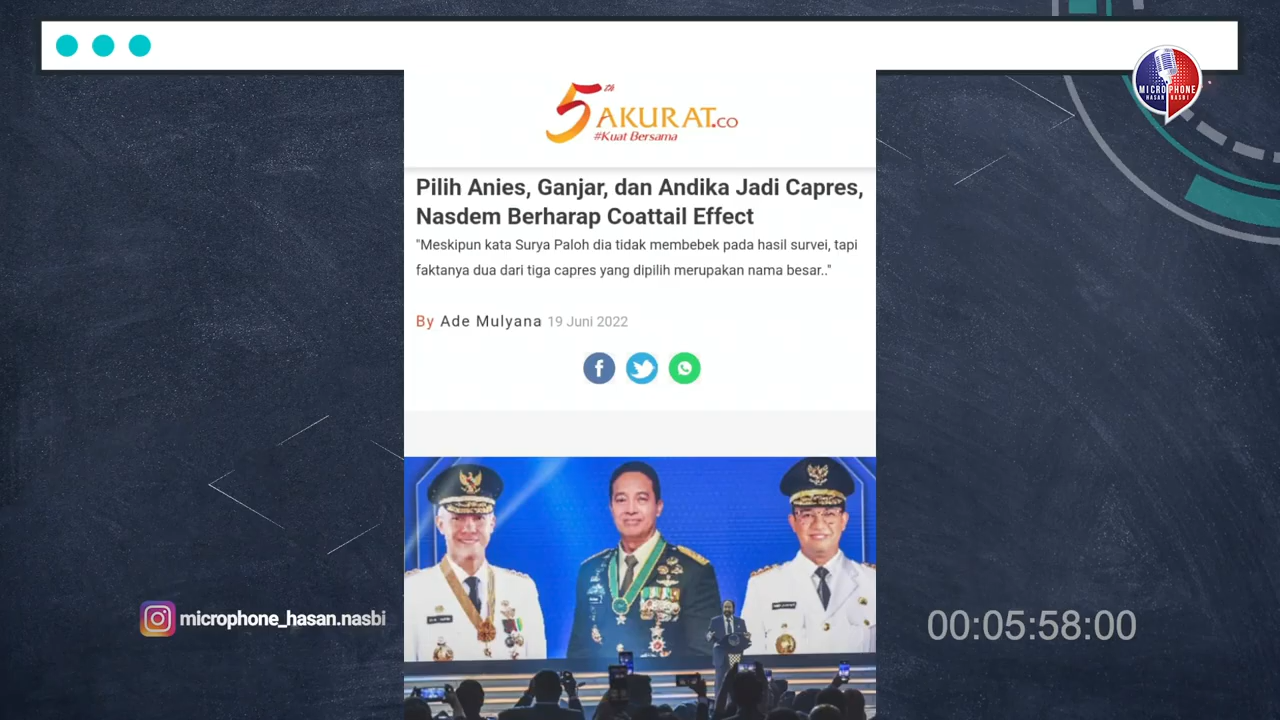 MICROPHONE
HASAN NASBI
5th AKURAT.CO
#Kuat Bersama
Pilih Anies, Ganjar, dan Andika Jadi Capres,
Nasdem Berharap Coattail Effect
"Meskipun kata Surya Paloh dia tidak membebek pada hasil survei, tapi
faktanya dua dari tiga capres yang dipilih merupakan nama besar.."
By Ade Mulyana 19 Juni 2022
microphone_hasan.nasbi
00:05:58:00